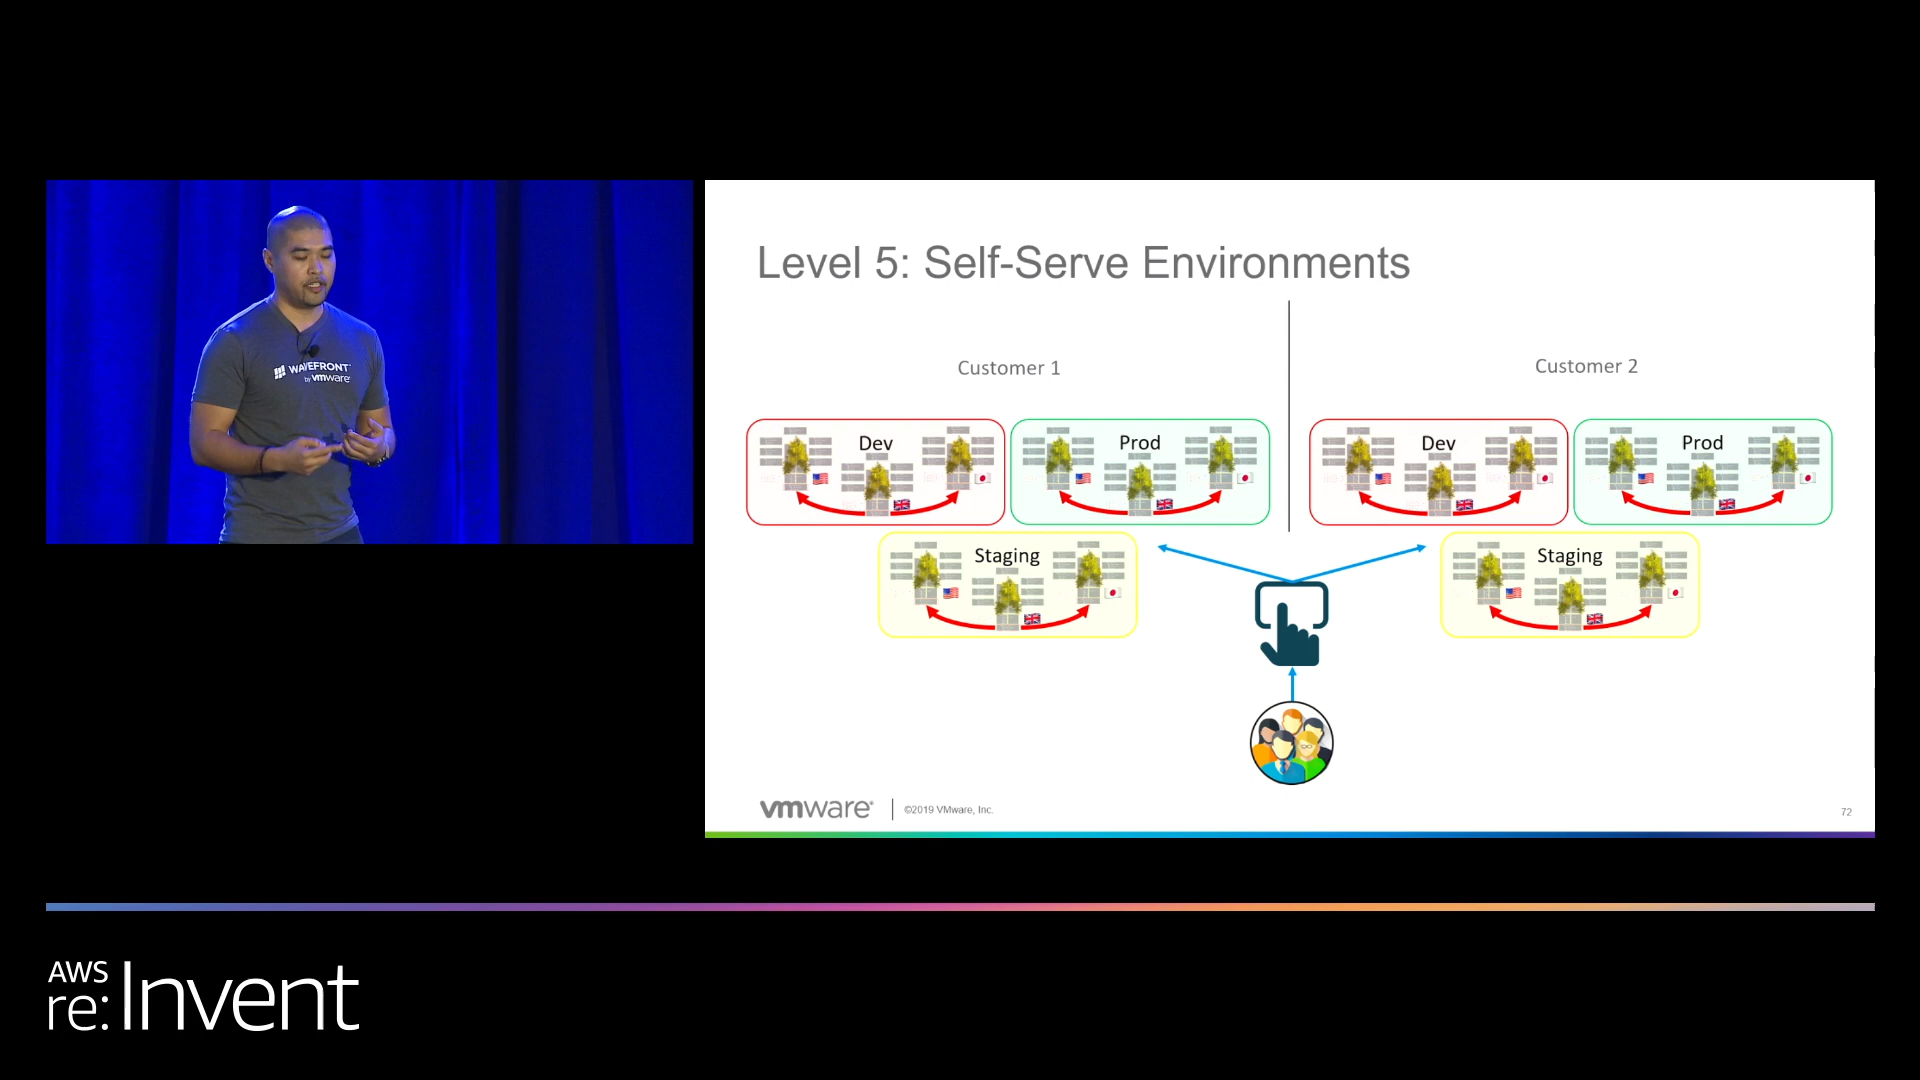 WAVEFRONT
by vmware
Level 5: Self-Serve Environments
Customer 1
Customer 2
Dev
Prod
Dev
Prod
Staging
Staging
vmware®
©2019 VMware, Inc.
72
AWS
re:Invent